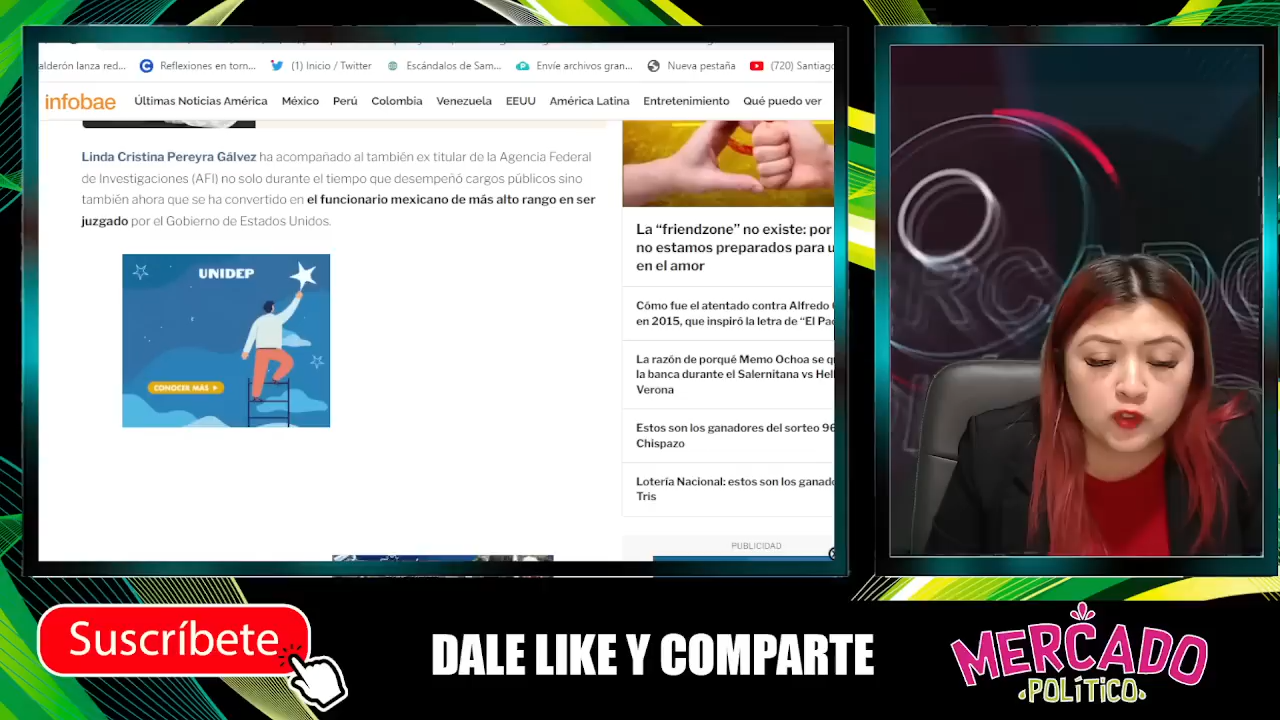 alderón lanza red...
Reflexiones en torn...
(1) Inicio / Twitter
Escándalos de Sam...
Envíe archivos gran...
Nueva pestaña
(720) Santiago
infobae
Últimas Noticias América
México
Perú
Colombia
Venezuela
EEUU
América Latina
Entretenimiento
Qué puedo ver
Linda Cristina Pereyra Gálvez ha acompañado al también ex titular de la Agencia Federal
de Investigaciones (AFI) no solo durante el tiempo que desempeñó cargos públicos sino
también ahora que se ha convertido en el funcionario mexicano de más alto rango en ser
juzgado por el Gobierno de Estados Unidos.
UNIDEP
CONOCER MÁS
La “friendzone” no existe: por
no estamos preparados para u
en el amor
Cómo fue el atentado contra Alfredo
en 2015, que inspiró la letra de “El Pa
La razón de porqué Memo Ochoa se q
la banca durante el Salernitana vs Hel
Verona
Estos son los ganadores del sorteo 96
Chispazo
Lotería Nacional: estos son los ganad
Tris
PUBLICIDAD
Suscríbete
DALE LIKE Y COMPARTE
MERCADO
POLÍTICO